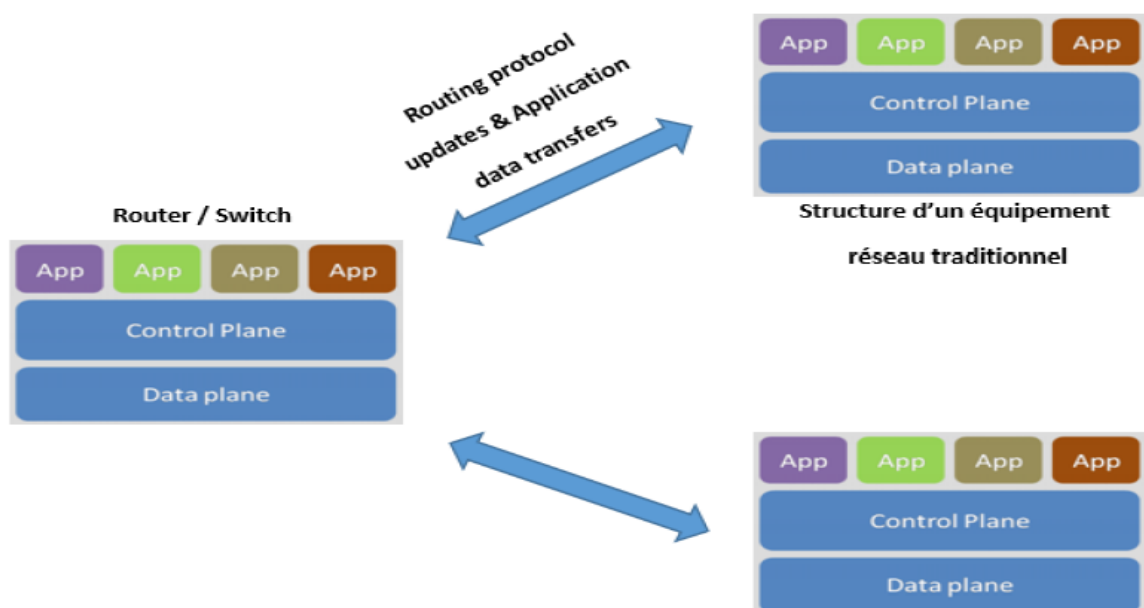 Routing protocol
updates & Application
data transfers
App App App App
Control Plane
Data plane
Structure d’un équipement
réseau traditionnel
Router / Switch
App App App App
Control Plane
Data plane
App App App App
Control Plane
Data plane